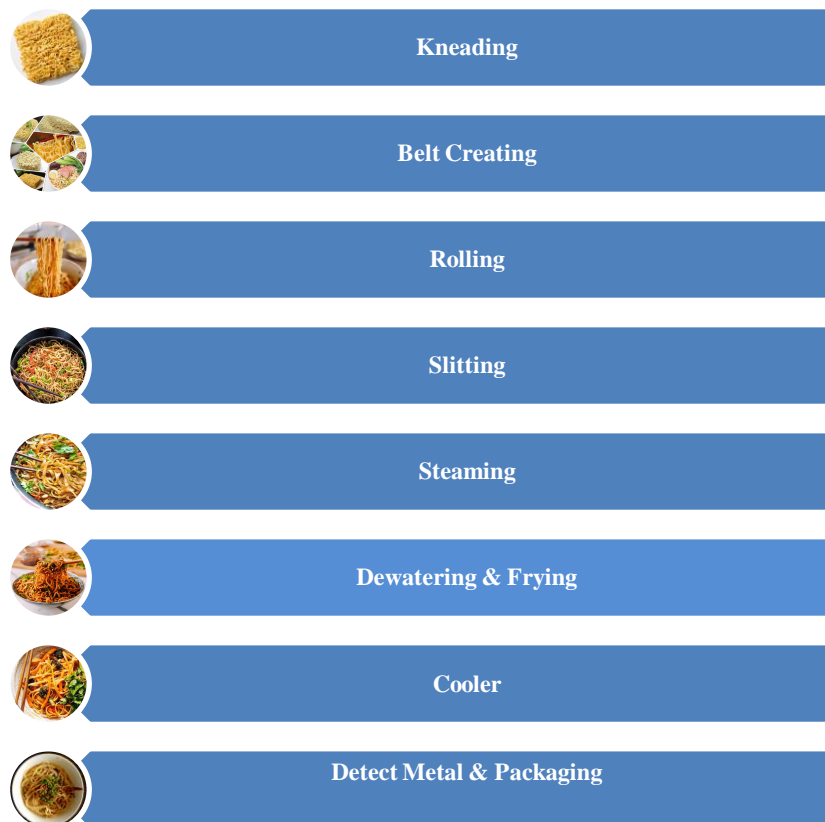 Kneading
Belt Creating
Rolling
Slitting
Steaming
Dewatering & Frying
Cooler
Detect Metal & Packaging